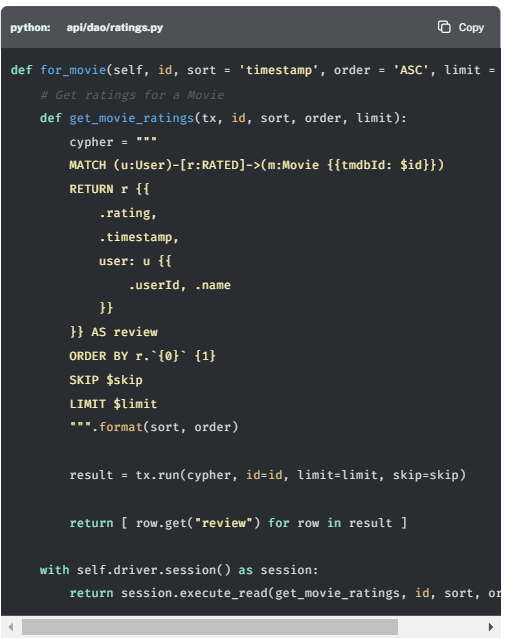 python: api/dao/ratings.py Copy
def for_movie(self, id, sort = 'timestamp', order = 'ASC', limit =
    # Get ratings for a Movie
    def get_movie_ratings(tx, id, sort, order, limit):
        cypher = """
        MATCH (u:User)-[r:RATED]->(m:Movie {{tmdbId: $id}})
        RETURN r {{
            .rating,
            .timestamp,
            user: u {{
                .userId, .name
            }}
        }} AS review
        ORDER BY r.`{0}` {1}
        SKIP $skip
        LIMIT $limit
        """.format(sort, order)
        result = tx.run(cypher, id=id, limit=limit, skip=skip)
        return [ row.get("review") for row in result ]
    with self.driver.session() as session:
        return session.execute_read(get_movie_ratings, id, sort, or